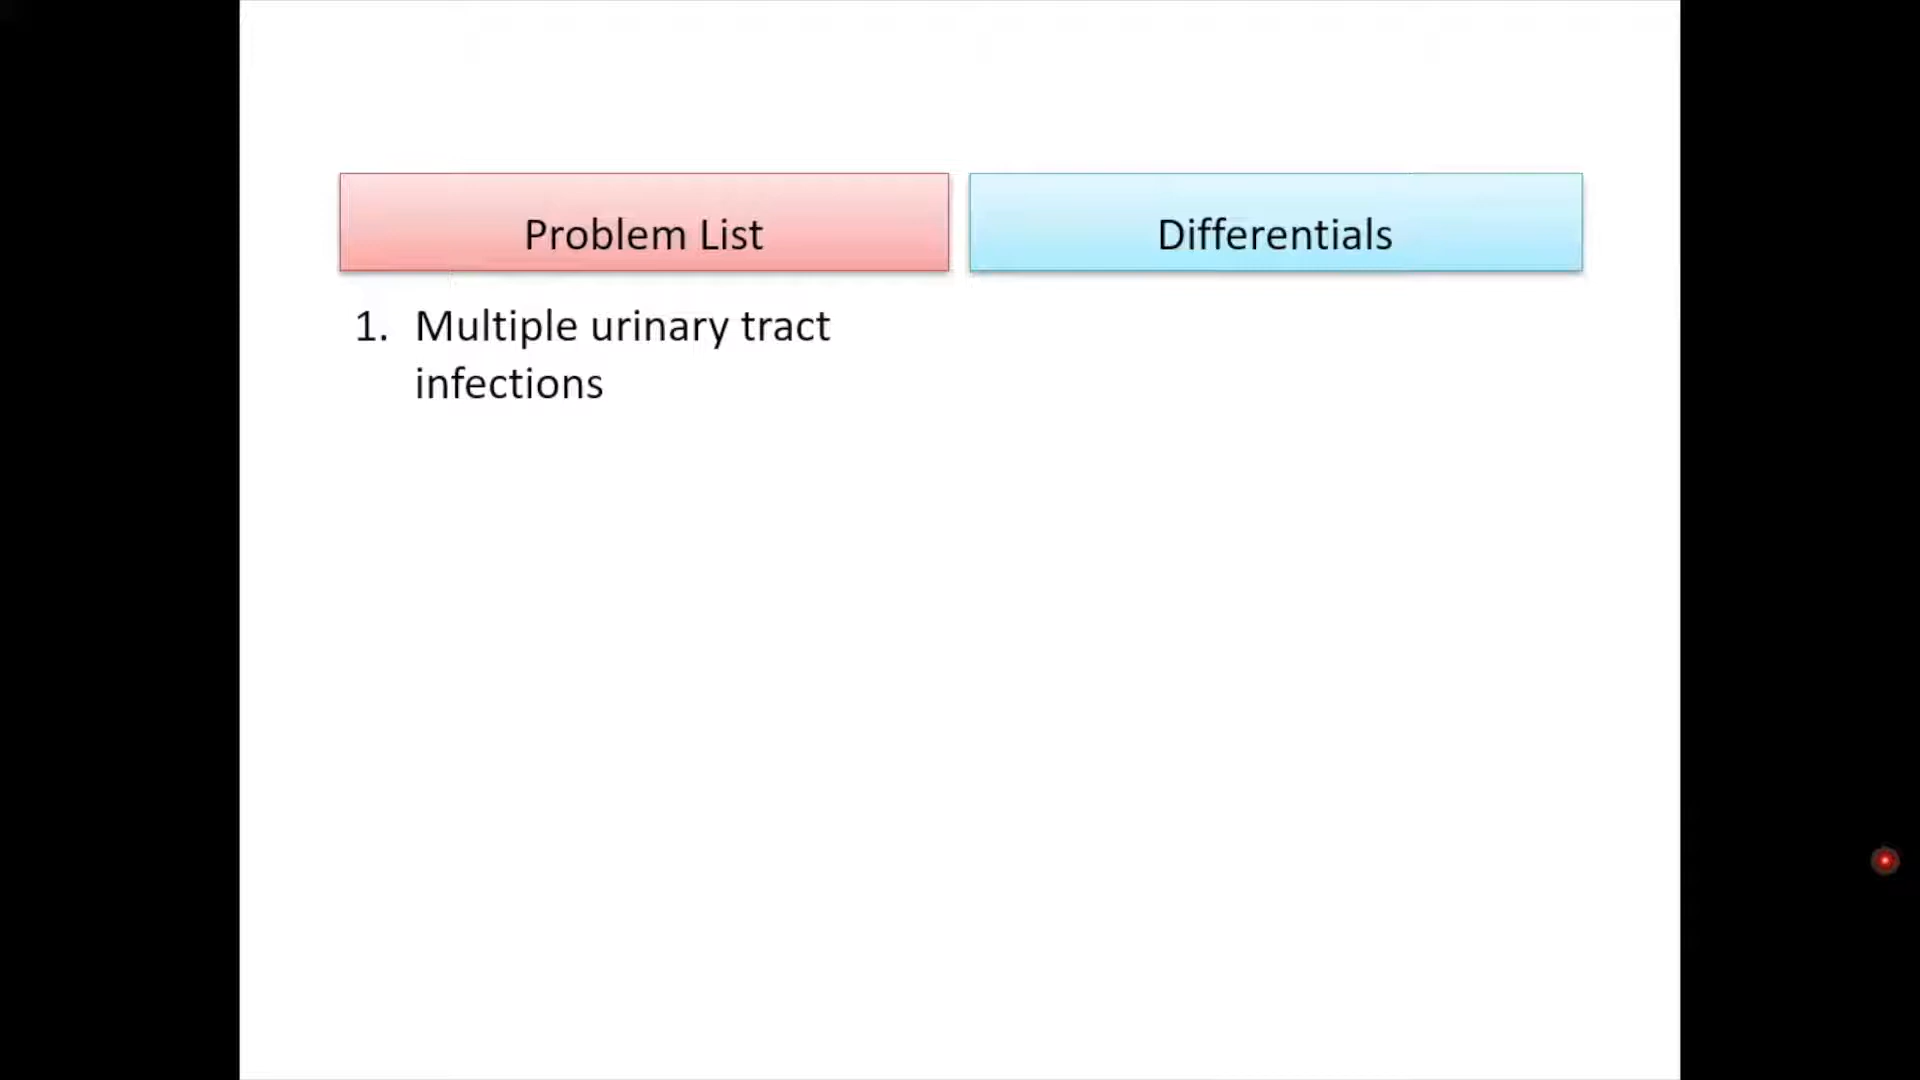 Problem List
Differentials
1. Multiple urinary tract
infections